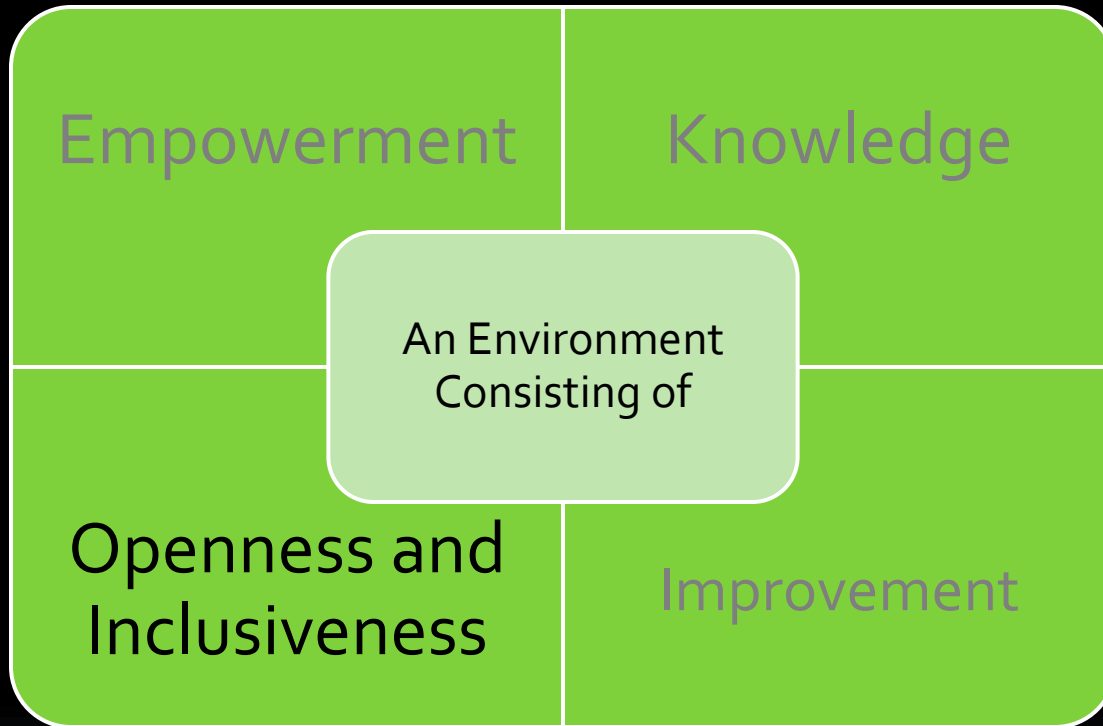 Empowerment
Knowledge
An Environment
Consisting of
Openness and
Inclusiveness
Improvement